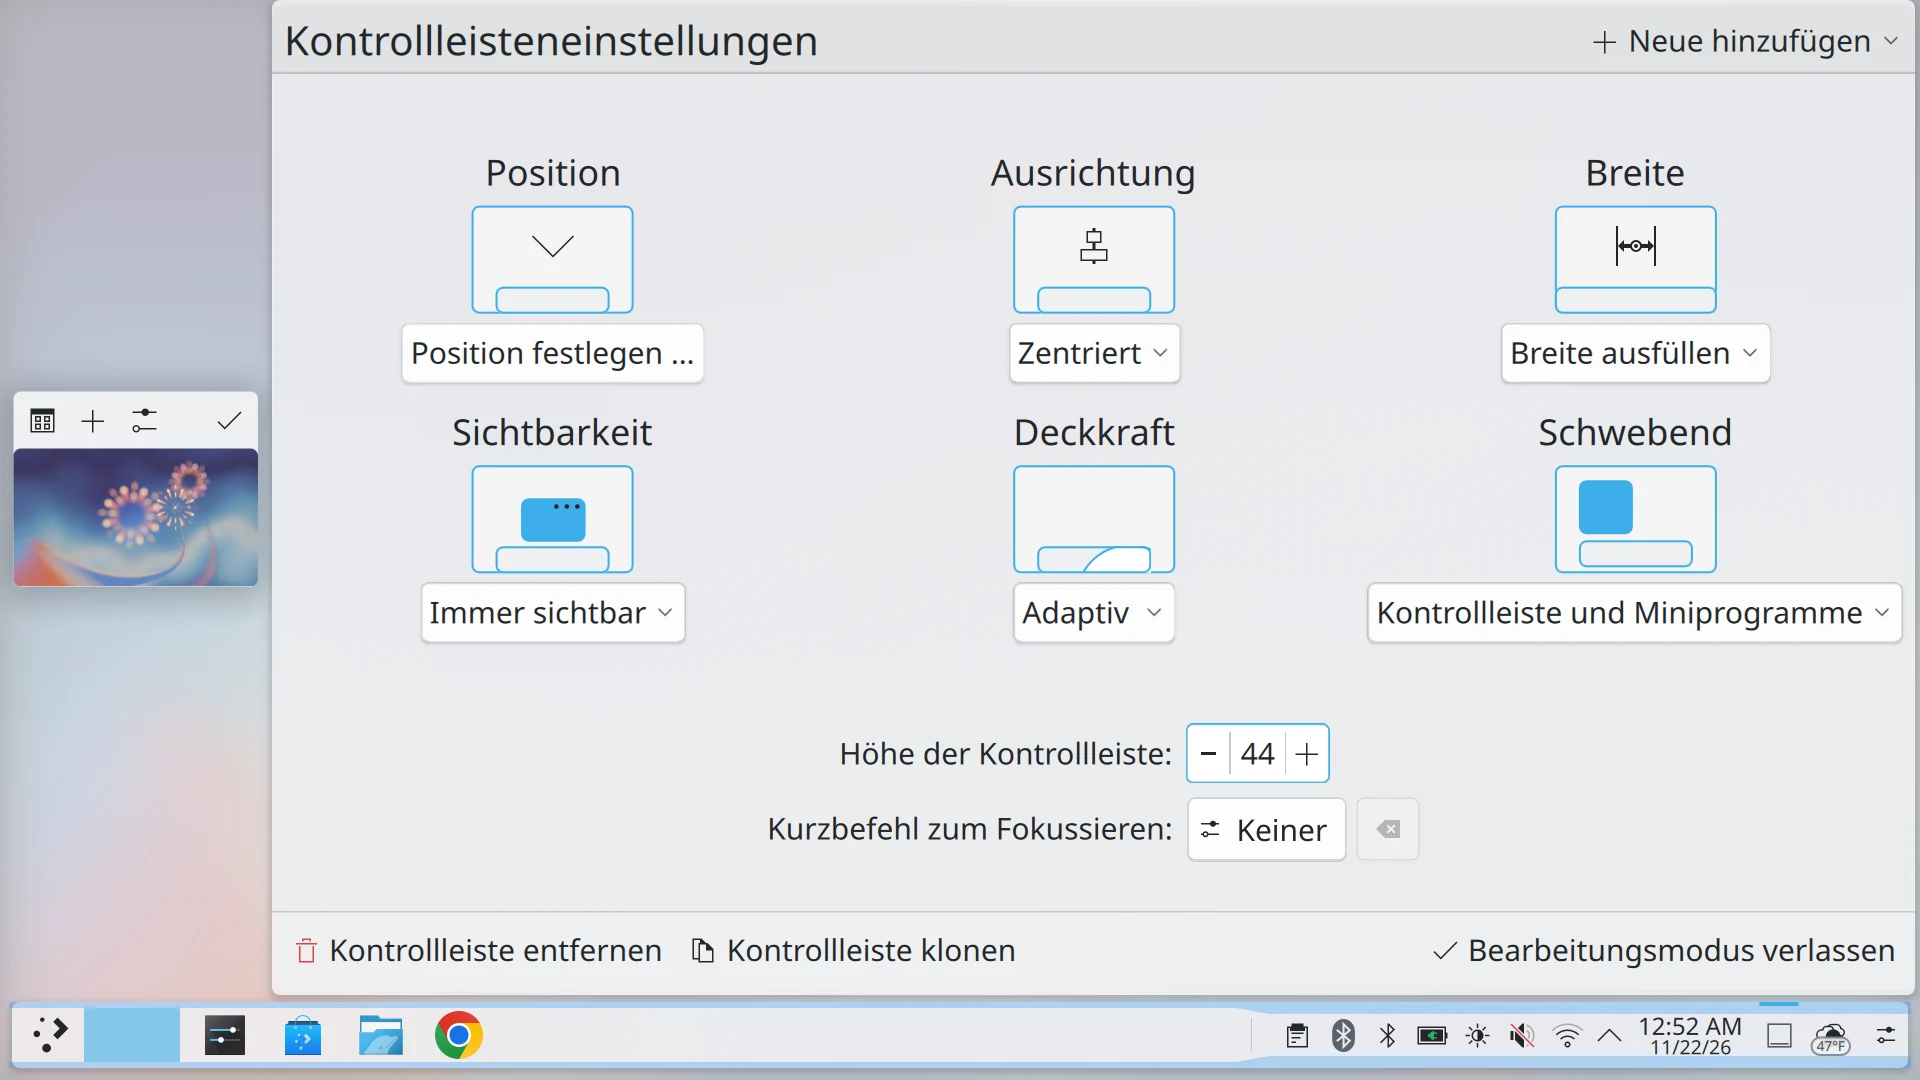 Kontrollleisteneinstellungen
Neue hinzufügen
Position
Ausrichtung
Breite
Position festlegen ...
Zentriert
Breite ausfüllen
Sichtbarkeit
Deckkraft
Schwebend
Immer sichtbar
Adaptiv
Kontrollleiste und Miniprogramme
Höhe der Kontrollleiste:
44
Kurzbefehl zum Fokussieren:
Keiner
Kontrollleiste entfernen
Kontrollleiste klonen
Bearbeitungsmodus verlassen
12:52 AM
11/22/26
47°F